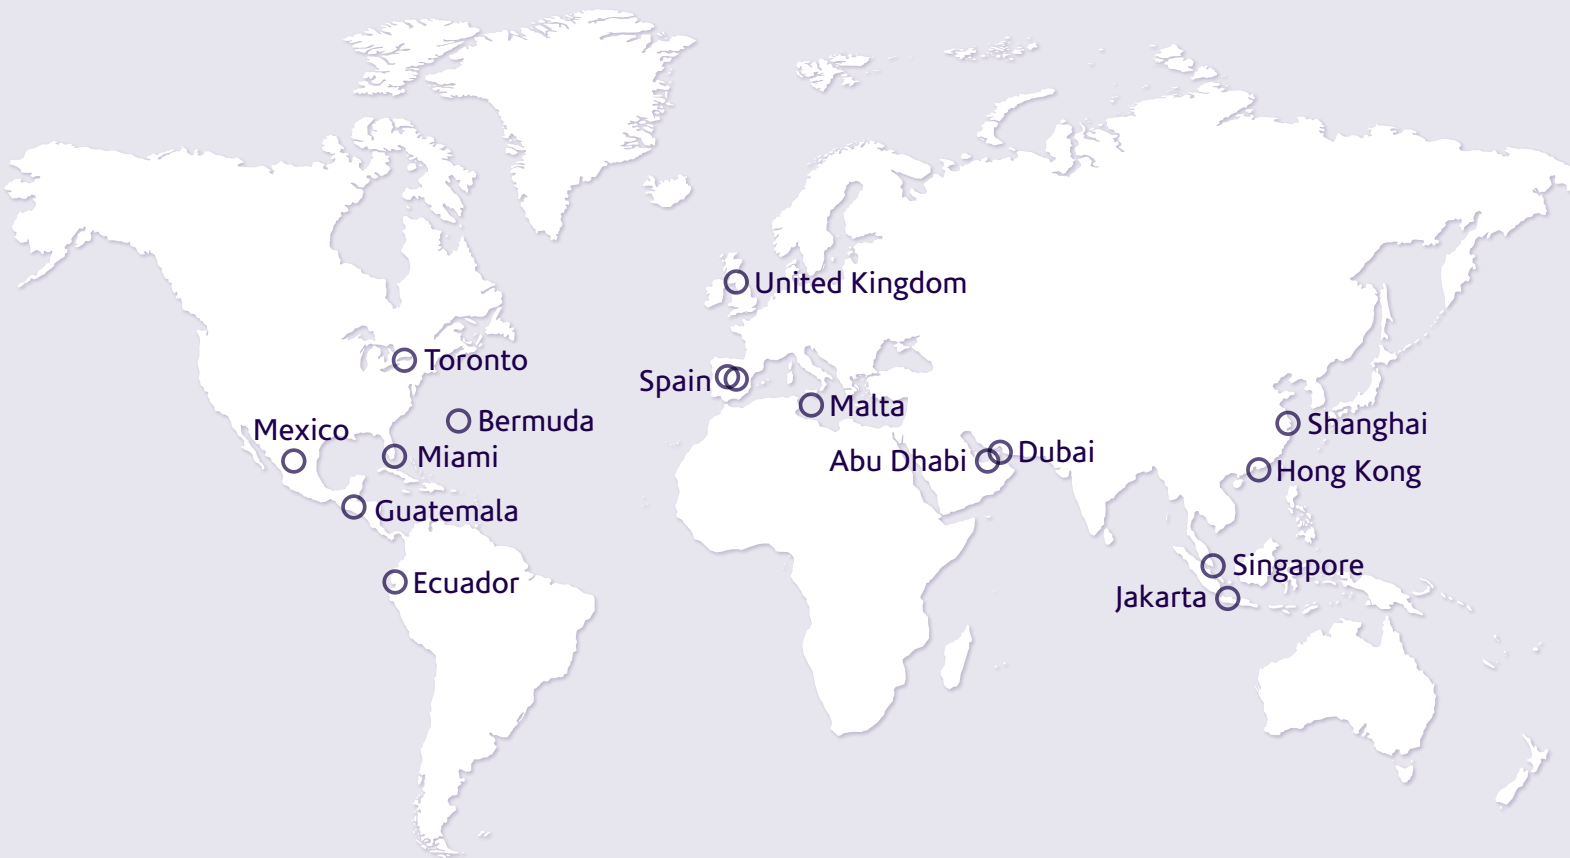 United Kingdom
Toronto
Spain
Malta
Bermuda
Mexico
Miami
Shanghai
Dubai
Abu Dhabi
Hong Kong
Guatemala
Singapore
Ecuador
Jakarta